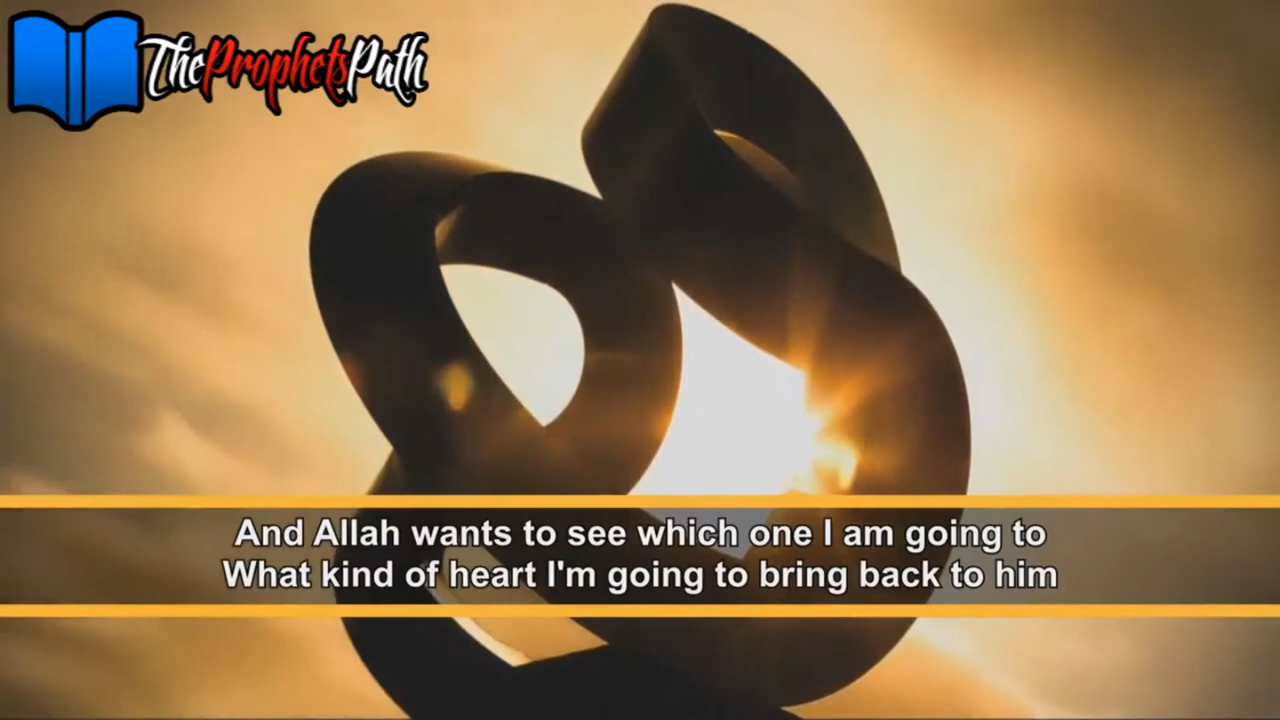 TheProphetsPath
And Allah wants to see which one I am going to
What kind of heart I'm going to bring back to him